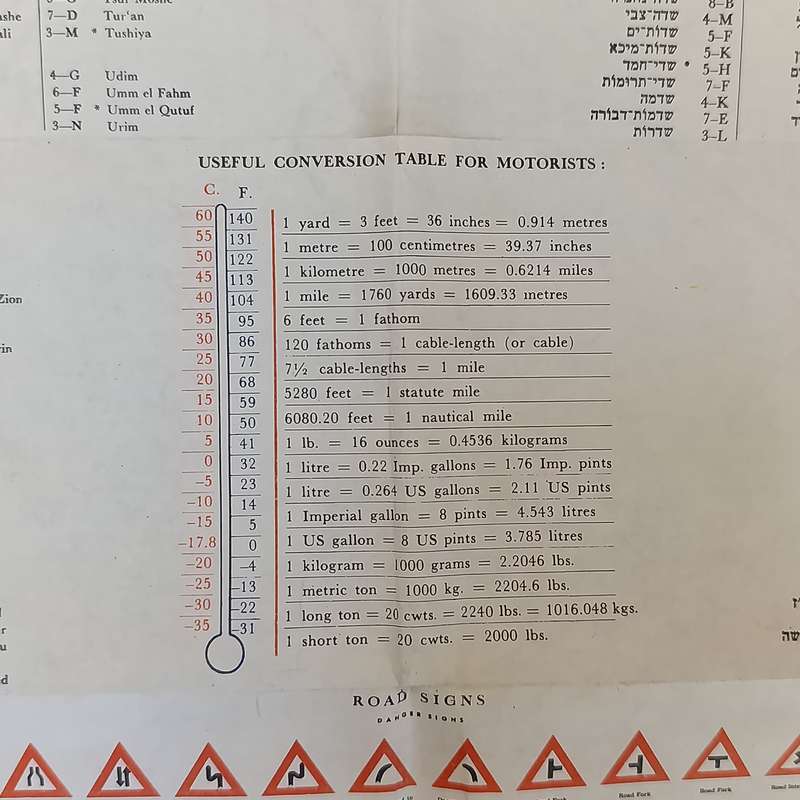 7—D Tur'an
3—M * Tushiya
4—G Udim
6—F Umm el Fahm
5—F * Umm el Qutuf
3—N Urim
8—B
שדה־צבי 4—M
שדות־ים 5—F
שדות־מיכא 5—K
שדי־חמד • 5—H
שדי־תרומות 7—F
שדמה 4—K
שדמות־דבורה 7—E
שדרות 3—L
Zion
USEFUL CONVERSION TABLE FOR MOTORISTS :
C. F.
60 140
55 131
50 122
45 113
40 104
35 95
30 86
25 77
20 68
15 59
10 50
5 41
0 32
–5 23
–10 14
–15 5
–17.8 0
–20 –4
–25 –13
–30 –22
–35 –31
1 yard = 3 feet = 36 inches = 0.914 metres
1 metre = 100 centimetres = 39.37 inches
1 kilometre = 1000 metres = 0.6214 miles
1 mile = 1760 yards = 1609.33 metres
6 feet = 1 fathom
120 fathoms = 1 cable-length (or cable)
7½ cable-lengths = 1 mile
5280 feet = 1 statute mile
6080.20 feet = 1 nautical mile
1 lb. = 16 ounces = 0.4536 kilograms
1 litre = 0.22 Imp. gallons = 1.76 Imp. pints
1 litre = 0.264 US gallons = 2.11 US pints
1 Imperial gallon = 8 pints = 4.543 litres
1 US gallon = 8 US pints = 3.785 litres
1 kilogram = 1000 grams = 2.2046 lbs.
1 metric ton = 1000 kg. = 2204.6 lbs.
1 long ton = 20 cwts. = 2240 lbs. = 1016.048 kgs.
1 short ton = 20 cwts. = 2000 lbs.
ROAD SIGNS
DANGER SIGNS
Road Fork
Road Fork
Road Fork